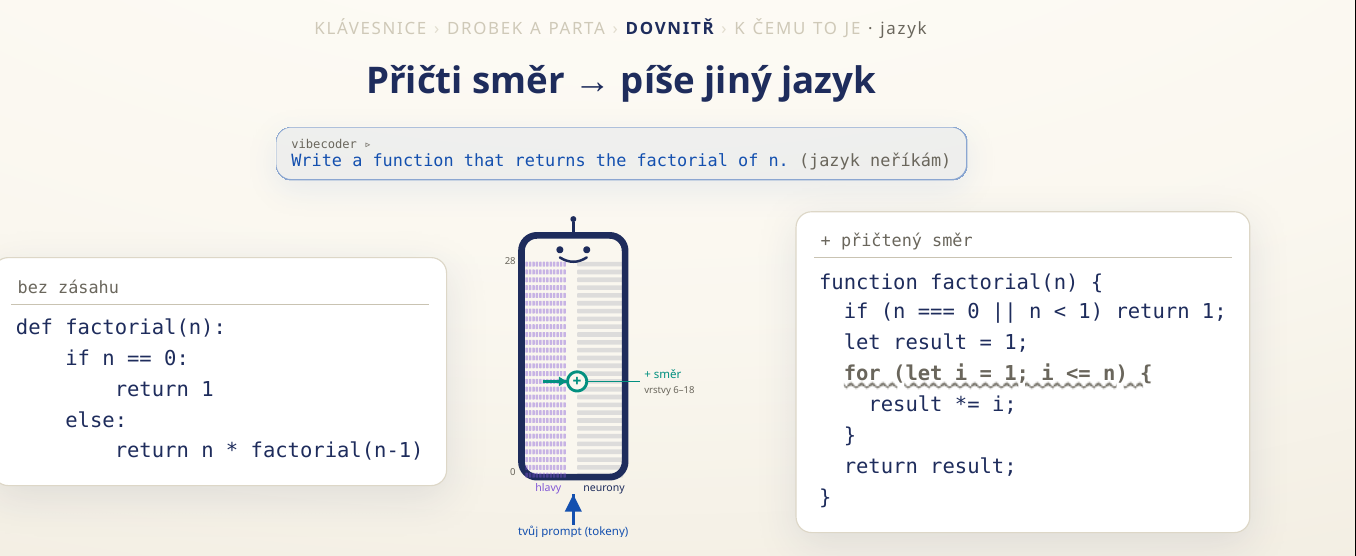 KLÁVESNICE › DROBEK A PARTA › DOVNITŘ › K ČEMU TO JE · jazyk
Přičti směr → píše jiný jazyk
vibecoder ▹
Write a function that returns the factorial of n. (jazyk neříkám)
bez zásahu
def factorial(n):
    if n == 0:
        return 1
    else:
        return n * factorial(n-1)
28
+
+ směr
vrstvy 6–18
0
hlavy neurony
tvůj prompt (tokeny)
+ přičtený směr
function factorial(n) {
  if (n === 0 || n < 1) return 1;
  let result = 1;
  for (let i = 1; i <= n) {
    result *= i;
  }
  return result;
}